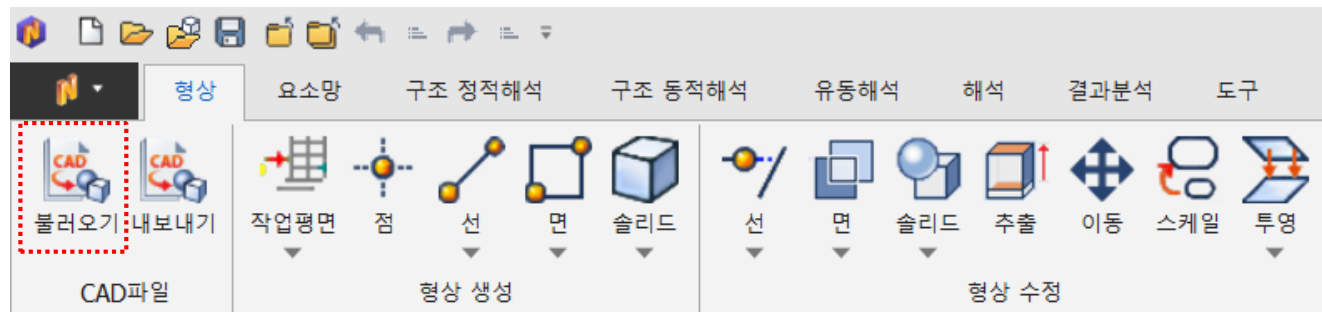 형상 요소망 구조 정적해석 구조 동적해석 유동해석 해석 결과분석 도구
CAD CAD
불러오기 내보내기 작업평면 점 선 면 솔리드 선 면 솔리드 추출 이동 스케일 투영
CAD파일 형상 생성 형상 수정